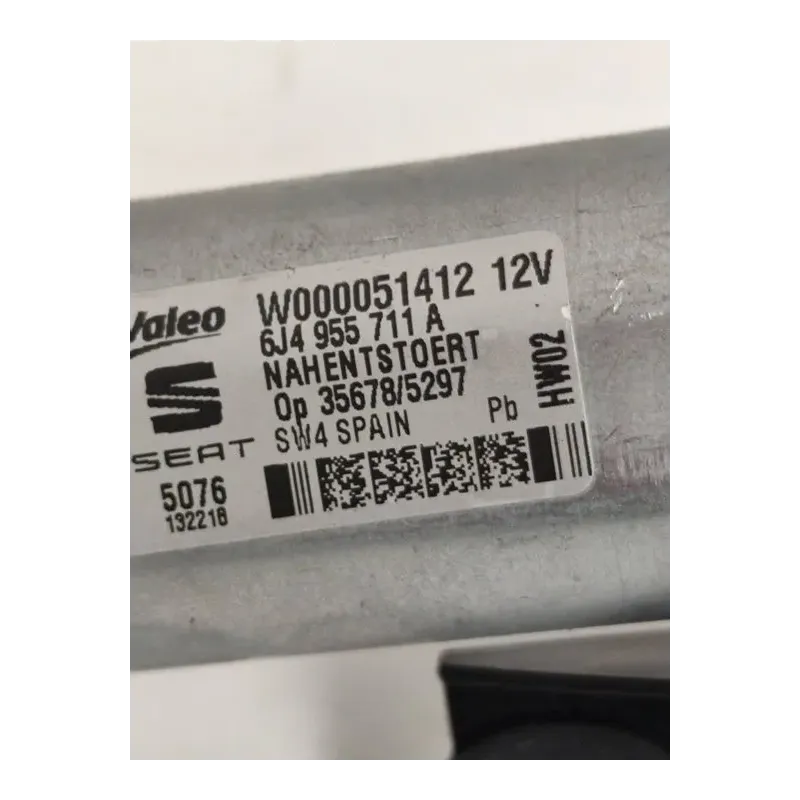 Valeo
W000051412 12V
6J4 955 711 A
NAHENTSTOERT
Op 35678/5297
SW4 SPAIN
Pb
HW02
SEAT
5076
132218